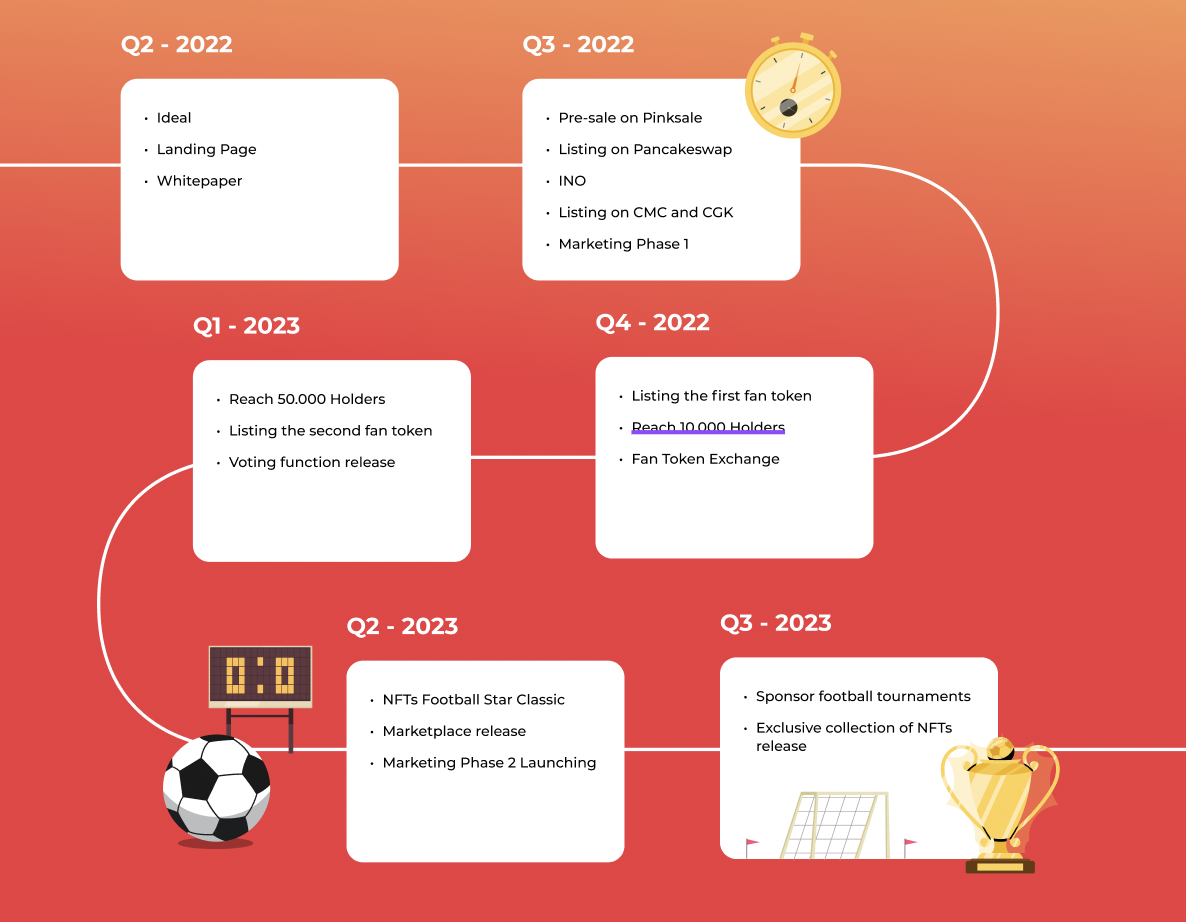 Q2 - 2022
• Ideal
• Landing Page
• Whitepaper
Q3 - 2022
• Pre-sale on Pinksale
• Listing on Pancakeswap
• INO
• Listing on CMC and CGK
• Marketing Phase 1
Q4 - 2022
• Listing the first fan token
• Reach 10.000 Holders
• Fan Token Exchange
Q1 - 2023
• Reach 50.000 Holders
• Listing the second fan token
• Voting function release
0:0
Q2 - 2023
• NFTs Football Star Classic
• Marketplace release
• Marketing Phase 2 Launching
Q3 - 2023
• Sponsor football tournaments
• Exclusive collection of NFTs
release